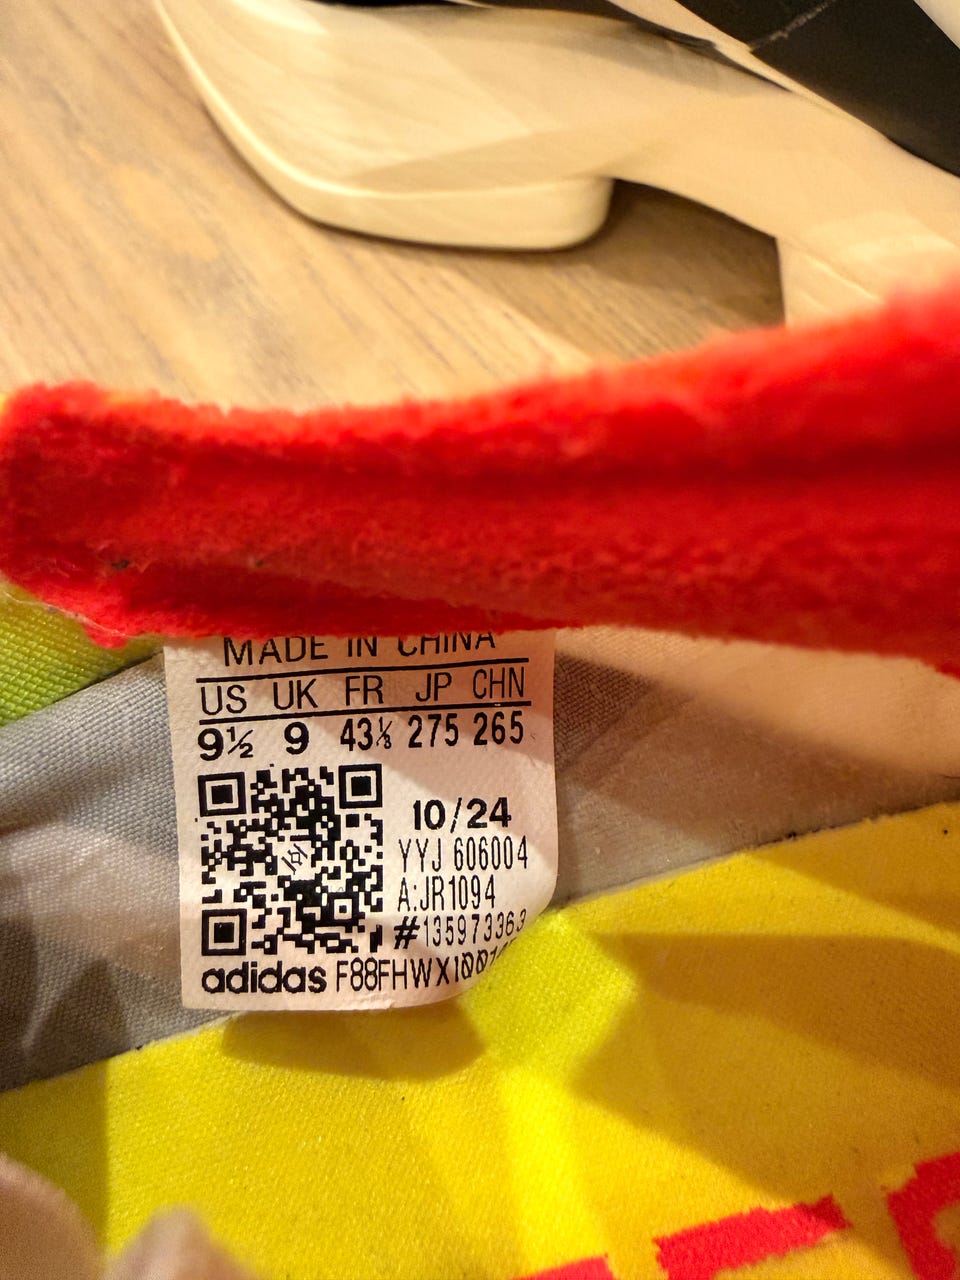 MADE IN CHINA
US UK FR JP CHN
9½ 9 43⅓ 275 265
10/24
YYJ 606004
A:JR1094
#135973363
adidas